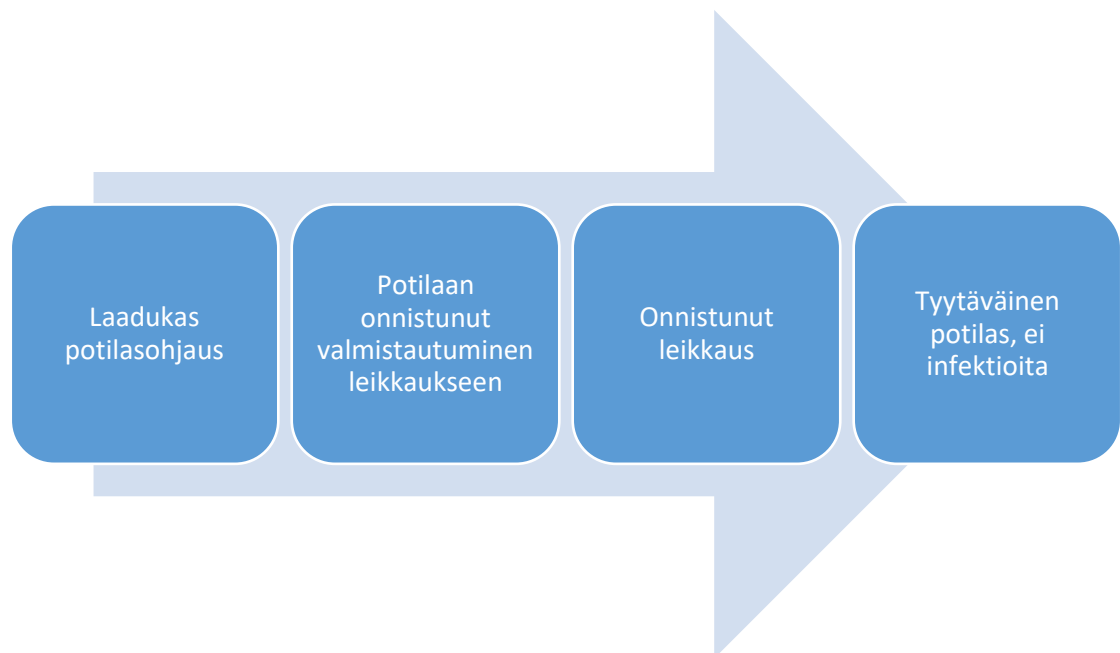 Laadukas
potilasohjaus
Potilaan
onnistunut
valmistautuminen
leikkaukseen
Onnistunut
leikkaus
Tyytäväinen
potilas, ei
infektioita